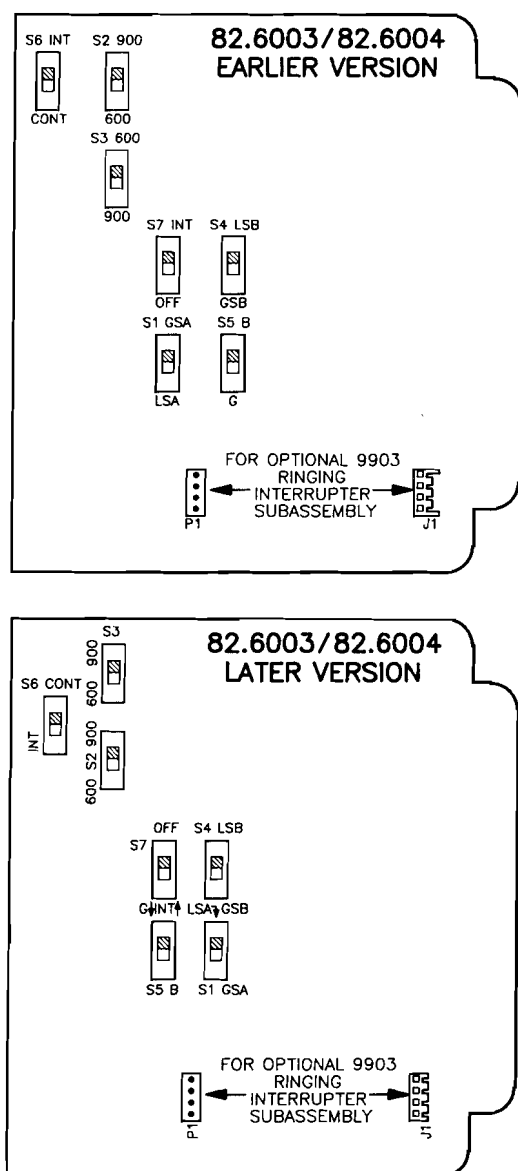 82.6003/82.6004
EARLIER VERSION
S6 INT
S2 900
CONT
600
S3 600
900
S7 INT
S4 LSB
OFF
GSB
S1 GSA
S5 B
LSA
G
FOR OPTIONAL 9903
RINGING
INTERRUPTER
SUBASSEMBLY
P1
J1
82.6003/82.6004
LATER VERSION
S3
900
600
S6 CONT
INT
S2 900
600
OFF
S4 LSB
S7
G INT
LSA GSB
S5 B
S1 GSA
FOR OPTIONAL 9903
RINGING
INTERRUPTER
SUBASSEMBLY
P1
J1